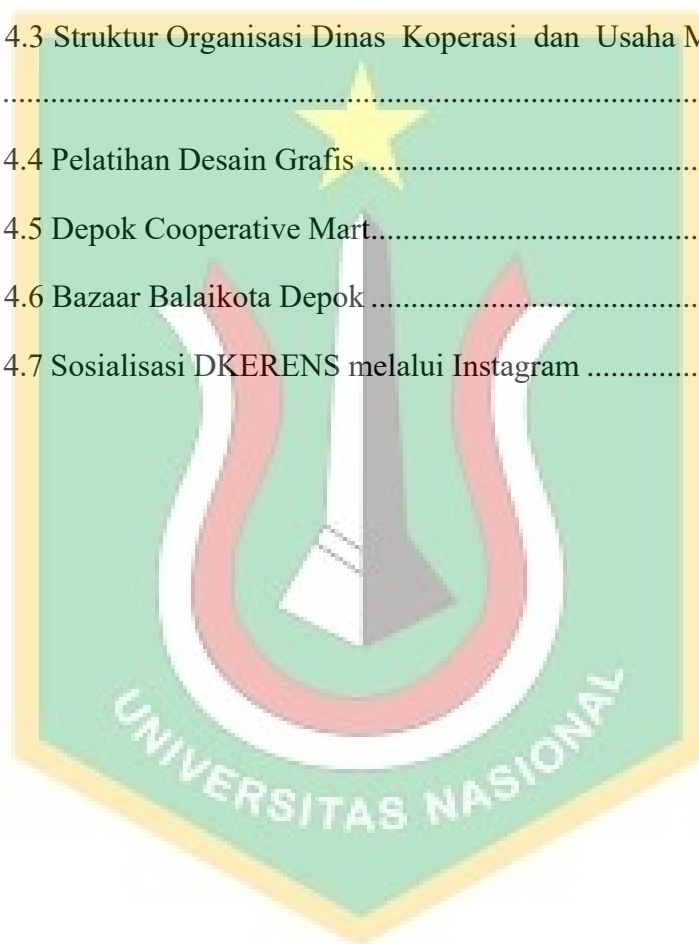 4.3 Struktur Organisasi Dinas Koperasi dan Usaha M
........................................................................................
4.4 Pelatihan Desain Grafis ...........................................
4.5 Depok Cooperative Mart..........................................
4.6 Bazaar Balaikota Depok ..........................................
4.7 Sosialisasi DKERENS melalui Instagram ..............
UNIVERSITAS NASIONAL